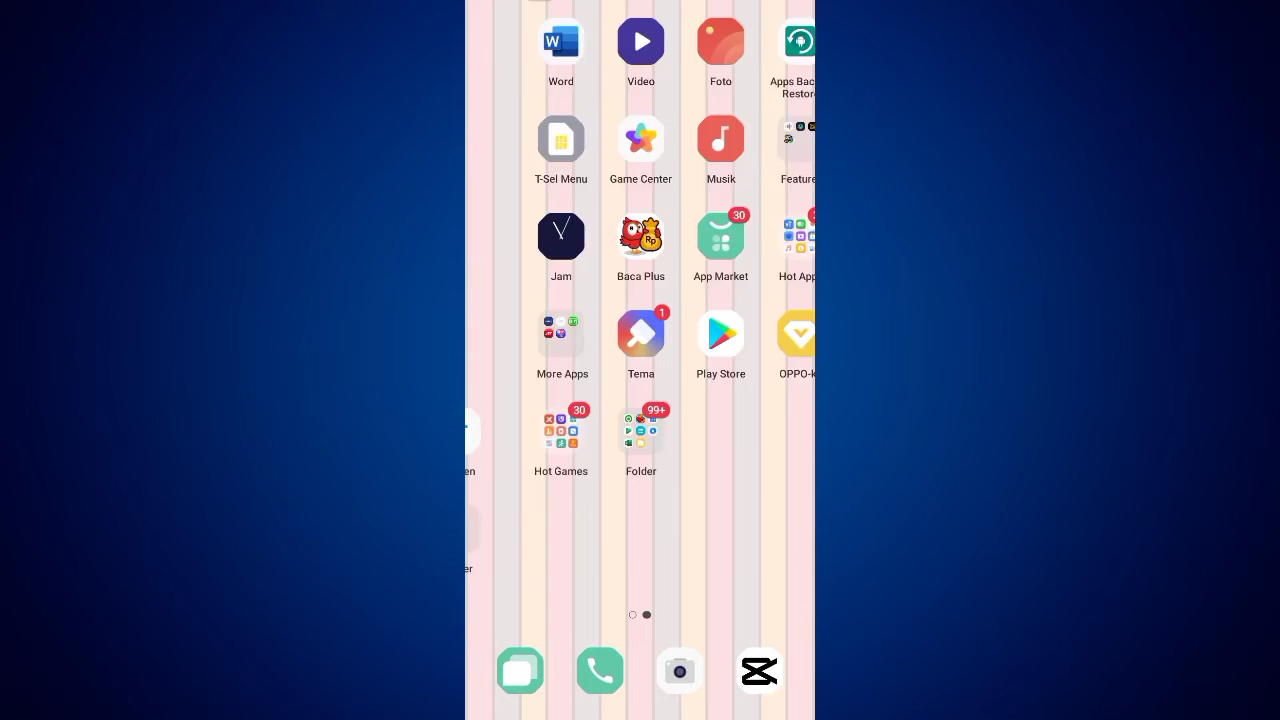 W
Word
Video
Foto
Apps Bac
Restor
T-Sel Menu
Game Center
Musik
Feature
Rp
30
Jam
Baca Plus
App Market
Hot App
1
More Apps
Tema
Play Store
OPPO-k
30
99+
en
Hot Games
Folder
er